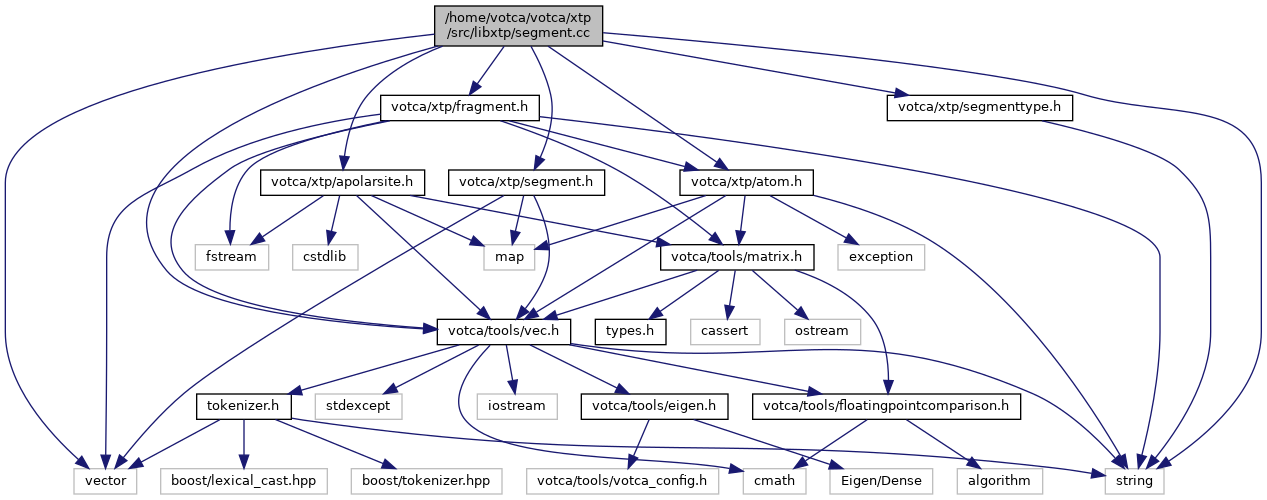 /home/votca/votca/xtp
/src/libxtp/segment.cc
votca/xtp/fragment.h
votca/xtp/segmenttype.h
votca/xtp/apolarsite.h
votca/xtp/segment.h
votca/xtp/atom.h
fstream
cstdlib
map
votca/tools/matrix.h
exception
votca/tools/vec.h
types.h
cassert
ostream
tokenizer.h
stdexcept
iostream
votca/tools/eigen.h
votca/tools/floatingpointcomparison.h
vector
boost/lexical_cast.hpp
boost/tokenizer.hpp
votca/tools/votca_config.h
cmath
Eigen/Dense
algorithm
string